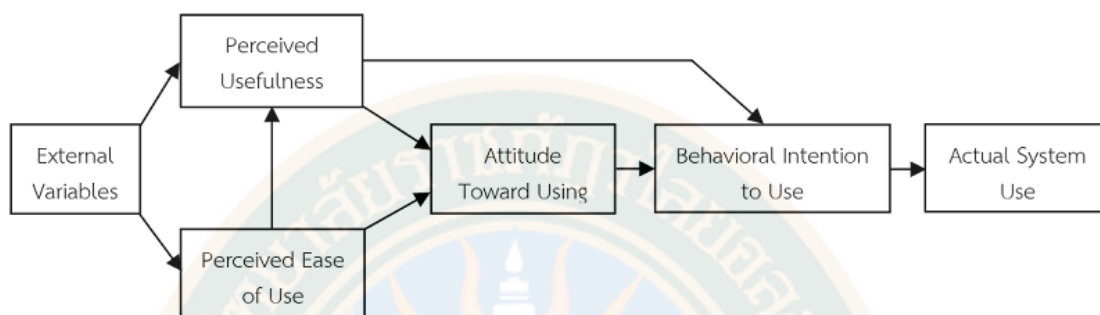 Perceived
Usefulness
External
Variables
Attitude
Toward Using
Behavioral Intention
to Use
Actual System
Use
Perceived Ease
of Use